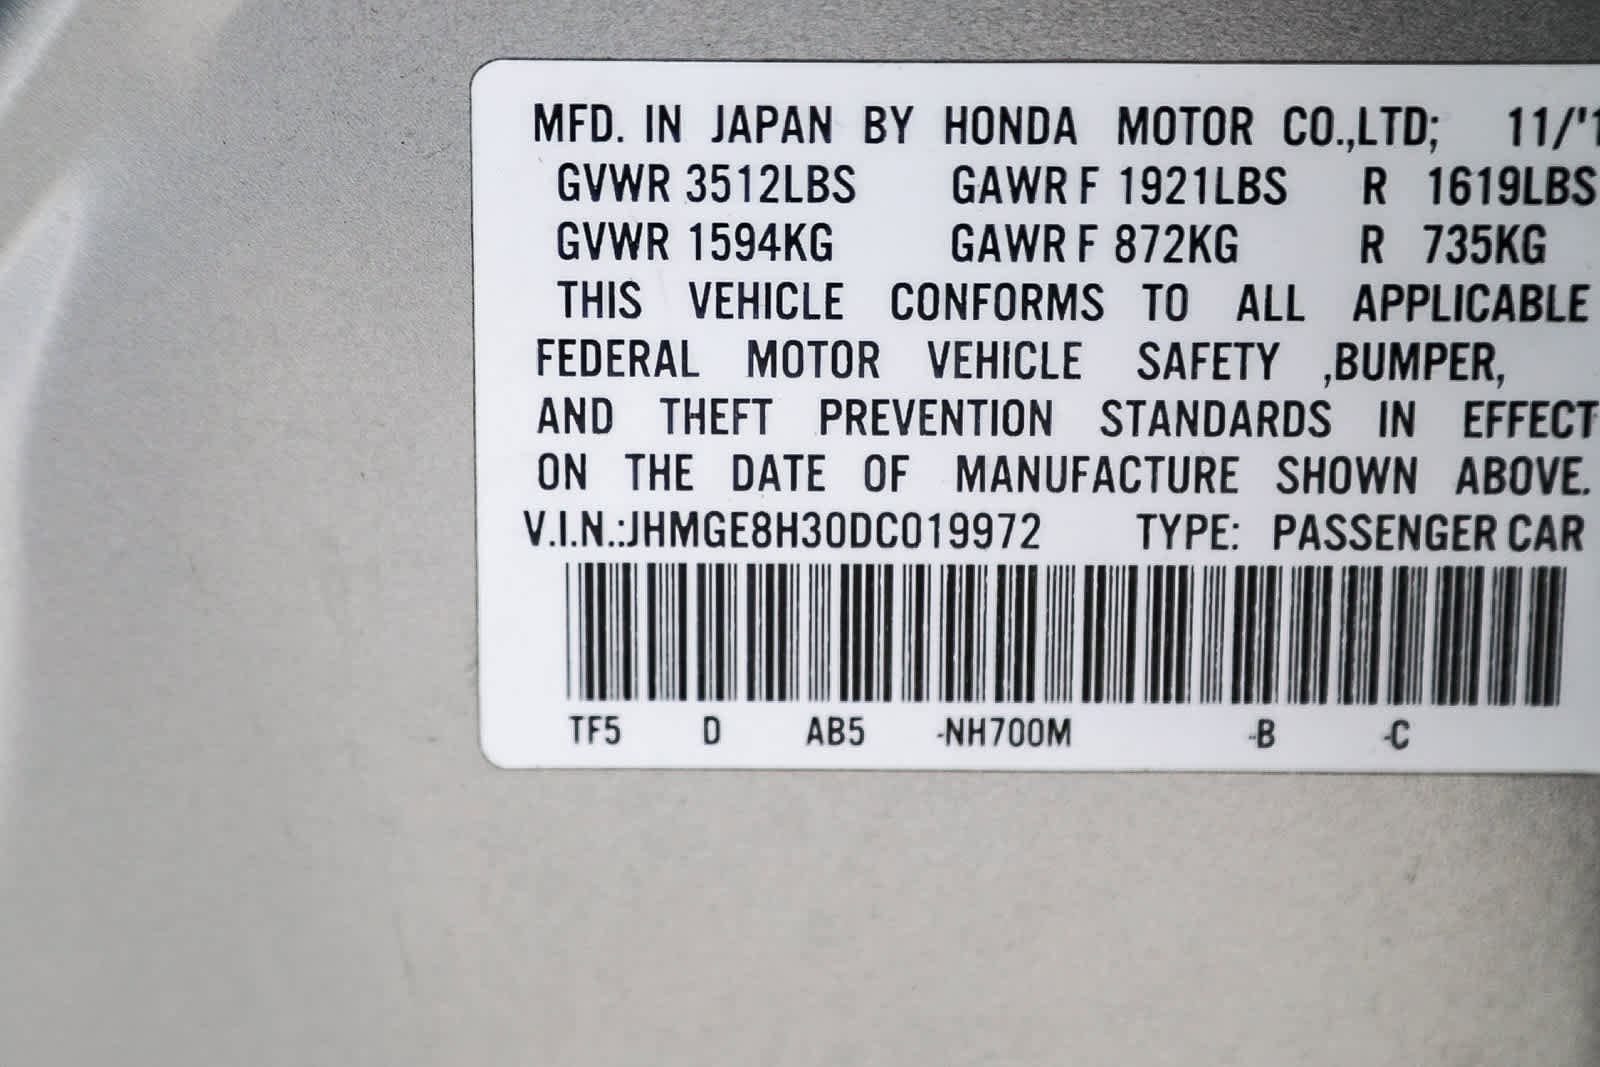 MFD. IN JAPAN BY HONDA MOTOR CO.,LTD; 11/'1
GVWR 3512LBS GAWR F 1921LBS R 1619LBS
GVWR 1594KG GAWR F 872KG R 735KG
THIS VEHICLE CONFORMS TO ALL APPLICABLE
FEDERAL MOTOR VEHICLE SAFETY ,BUMPER,
AND THEFT PREVENTION STANDARDS IN EFFECT
ON THE DATE OF MANUFACTURE SHOWN ABOVE.
V.I.N.:JHMGE8H30DC019972 TYPE: PASSENGER CAR
TF5 D AB5 -NH700M -B -C